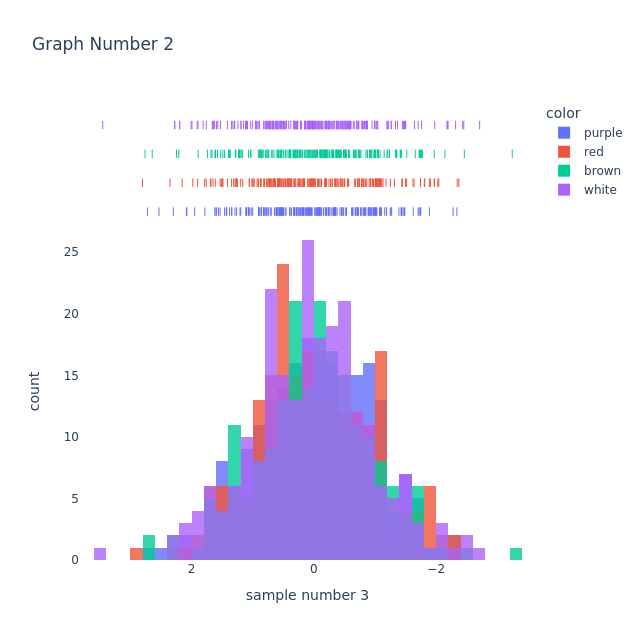 Graph Number 2
color
purple
red
brown
white
25
20
15
10
5
0
2
0
−2
count
sample number 3